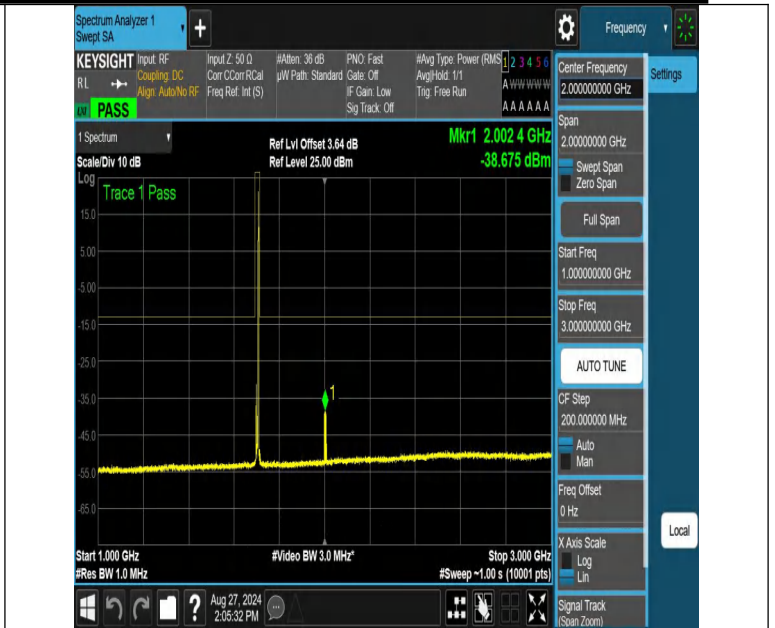 Spectrum Analyzer 1
Swept SA
+
Frequency
KEYSIGHT
RL
PASS
Input: RF
Coupling: DC
Align: Auto/No RF
Input Z: 50 Ω
Corr CCorr RCal
Freq Ref: Int (S)
#Atten: 36 dB
µW Path: Standard
PNO: Fast
Gate: Off
IF Gain: Low
Sig Track: Off
#Avg Type: Power (RMS
Avg|Hold: 1/1
Trig: Free Run
1 2 3 4 5 6
A W W W W W
A A A A A A
1 Spectrum
Scale/Div 10 dB
Ref Lvl Offset 3.64 dB
Ref Level 25.00 dBm
Mkr1 2.002 4 GHz
-38.675 dBm
Log
Trace 1 Pass
15.0
5.00
-5.00
-15.0
-25.0
-35.0
-45.0
-55.0
-65.0
1
Start 1.000 GHz
#Video BW 3.0 MHz*
Stop 3.000 GHz
#Res BW 1.0 MHz
#Sweep ~1.00 s (10001 pts)
?
Aug 27, 2024
2:05:32 PM
Center Frequency
2.00000000 GHz
Settings
Span
2.00000000 GHz
Swept Span
Zero Span
Full Span
Start Freq
1.000000000 GHz
Stop Freq
3.000000000 GHz
AUTO TUNE
CF Step
200.000000 MHz
Auto
Man
Freq Offset
0 Hz
X Axis Scale
Log
Lin
Local
Signal Track
(Span Zoom)